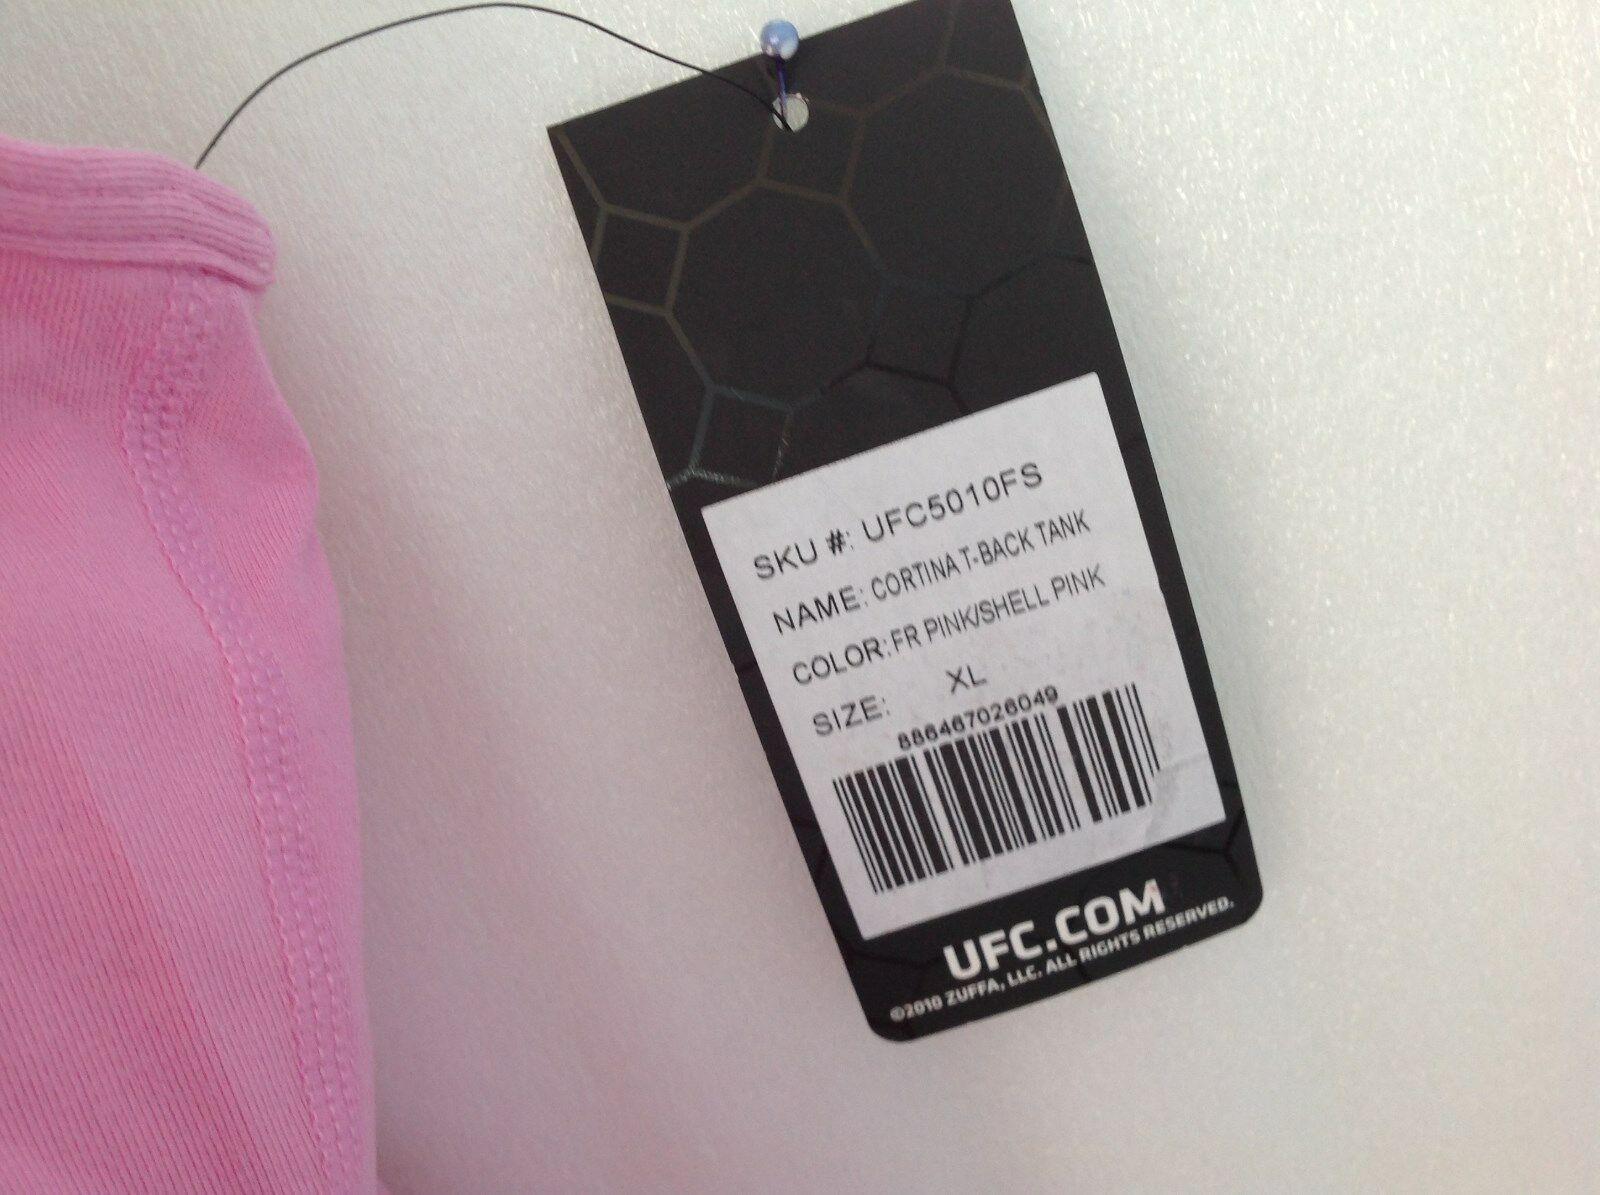 SKU #: UFC5010FS
NAME: CORTINA T-BACK TANK
COLOR: FR PINK/SHELL PINK
SIZE: XL
886467026049
UFC.COM
©2010 ZUFFA, LLC. ALL RIGHTS RESERVED.